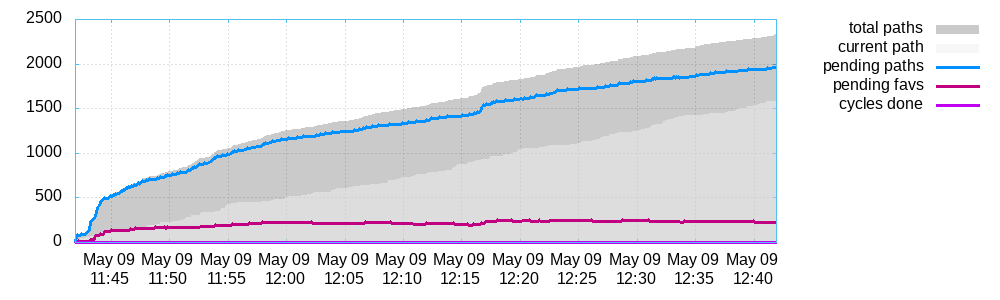 2500
2000
1500
1000
500
0
May 09 May 09 May 09 May 09 May 09 May 09 May 09 May 09 May 09 May 09 May 09 May 09
11:45 11:50 11:55 12:00 12:05 12:10 12:15 12:20 12:25 12:30 12:35 12:40
total paths
current path
pending paths
pending favs
cycles done